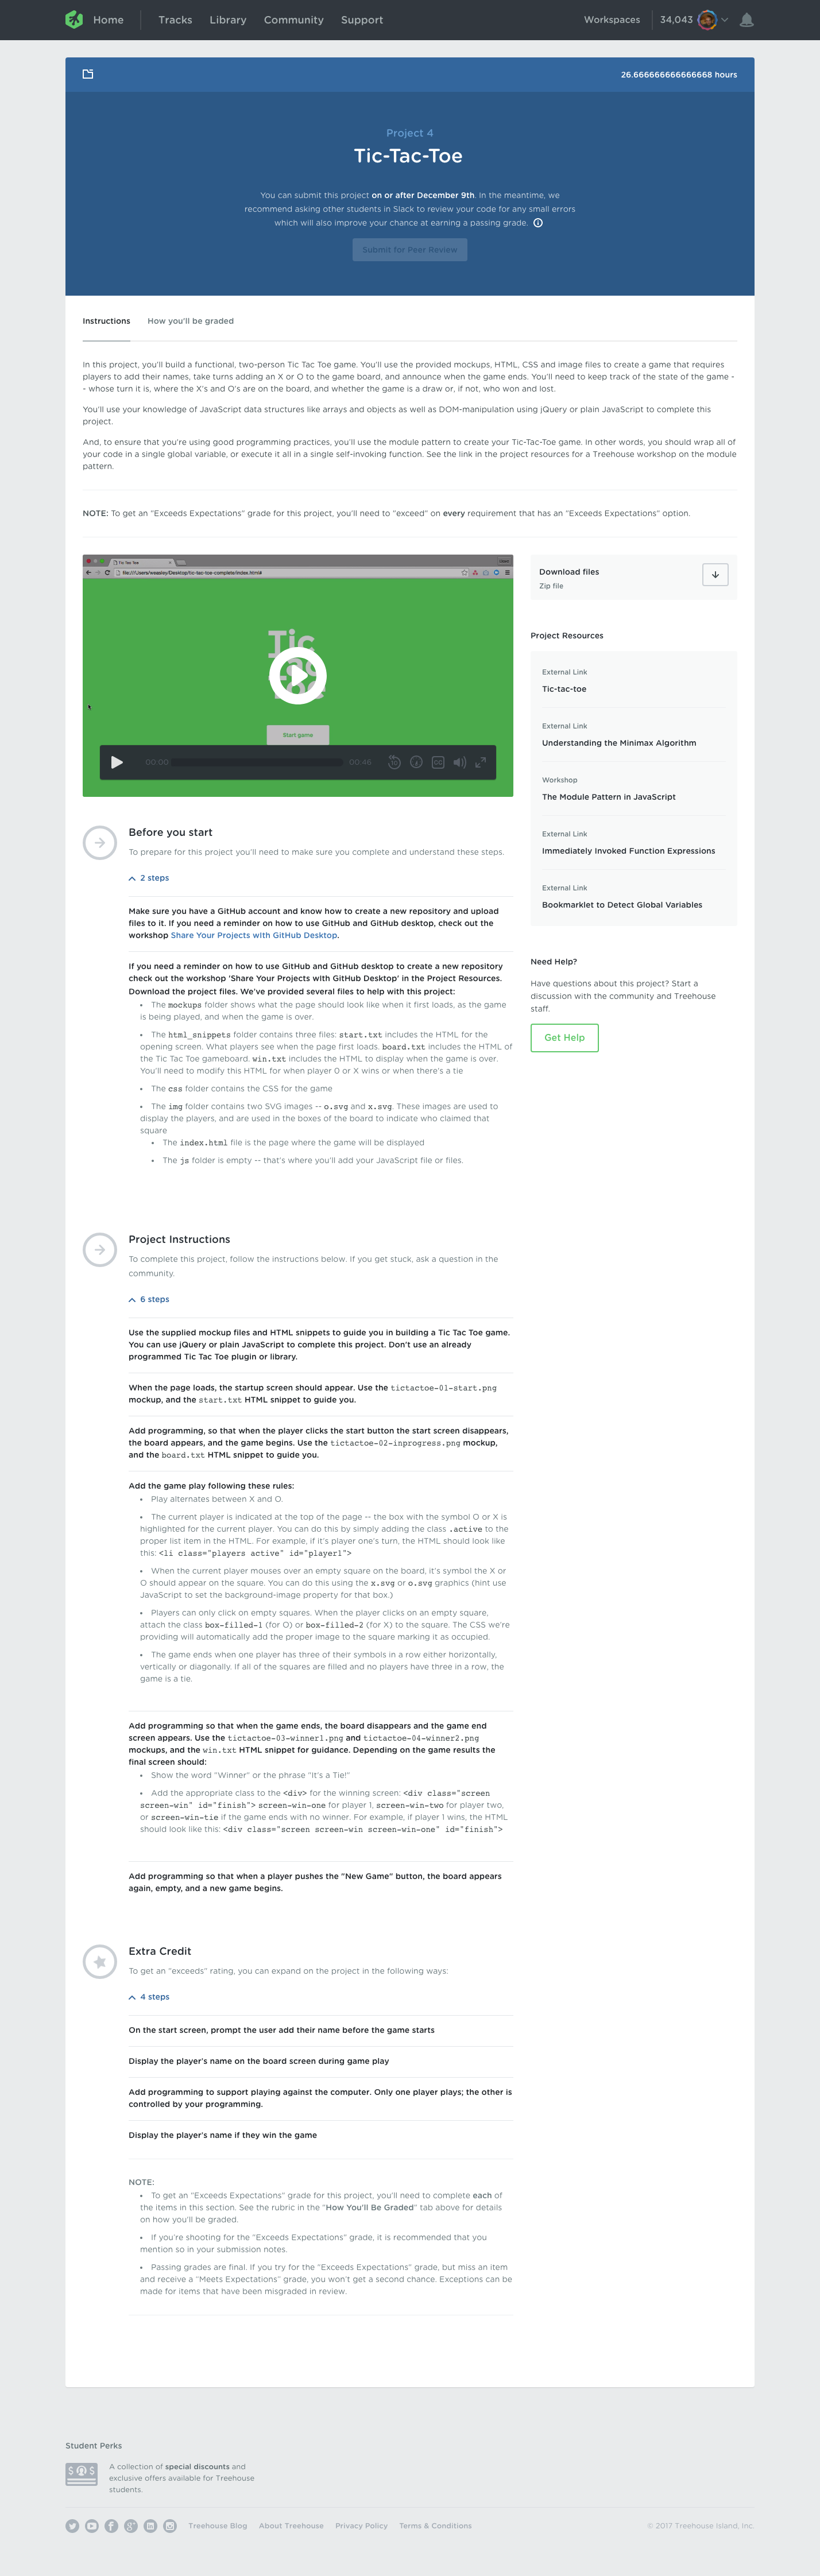 Home Tracks Library Community Support Workspaces 34,043
26.666666666666668 hours
Project 4
Tic-Tac-Toe
You can submit this project on or after December 9th. In the meantime, we
recommend asking other students in Slack to review your code for any small errors
which will also improve your chance at earning a passing grade.
Submit for Peer Review
Instructions How you'll be graded
In this project, you'll build a functional, two-person Tic Tac Toe game. You'll use the provided mockups, HTML, CSS and image files to create a game that requires
players to add their names, take turns adding an X or O to the game board, and announce when the game ends. You'll need to keep track of the state of the game -
- whose turn it is, where the X's and O's are on the board, and whether the game is a draw or, if not, who won and lost.
You'll use your knowledge of JavaScript data structures like arrays and objects as well as DOM-manipulation using jQuery or plain JavaScript to complete this
project.
And, to ensure that you're using good programming practices, you'll use the module pattern to create your Tic-Tac-Toe game. In other words, you should wrap all of
your code in a single global variable, or execute it all in a single self-invoking function. See the link in the project resources for a Treehouse workshop on the module
pattern.
NOTE: To get an "Exceeds Expectations" grade for this project, you'll need to "exceed" on every requirement that has an "Exceeds Expectations" option.
Tic Tac Toe
file:///Users/weasley/Desktop/tic-tac-toe-complete/index.html#
Tic
Start game
00:00 00:46
Download files
Zip file
Project Resources
External Link
Tic-tac-toe
External Link
Understanding the Minimax Algorithm
Workshop
The Module Pattern in JavaScript
External Link
Immediately Invoked Function Expressions
External Link
Bookmarklet to Detect Global Variables
Need Help?
Have questions about this project? Start a
discussion with the community and Treehouse
staff.
Get Help
Before you start
To prepare for this project you'll need to make sure you complete and understand these steps.
2 steps
Make sure you have a GitHub account and know how to create a new repository and upload
files to it. If you need a reminder on how to use GitHub and GitHub desktop, check out the
workshop Share Your Projects with GitHub Desktop.
If you need a reminder on how to use GitHub and GitHub desktop to create a new repository
check out the workshop 'Share Your Projects with GitHub Desktop' in the Project Resources.
Download the project files. We've provided several files to help with this project:
• The mockups folder shows what the page should look like when it first loads, as the game
is being played, and when the game is over.
• The html_snippets folder contains three files: start.txt includes the HTML for the
opening screen. What players see when the page first loads. board.txt includes the HTML of
the Tic Tac Toe gameboard. win.txt includes the HTML to display when the game is over.
You'll need to modify this HTML for when player 0 or X wins or when there's a tie
• The css folder contains the CSS for the game
• The img folder contains two SVG images -- o.svg and x.svg. These images are used to
display the players, and are used in the boxes of the board to indicate who claimed that
square
• The index.html file is the page where the game will be displayed
• The js folder is empty -- that's where you'll add your JavaScript file or files.
Project Instructions
To complete this project, follow the instructions below. If you get stuck, ask a question in the
community.
6 steps
Use the supplied mockup files and HTML snippets to guide you in building a Tic Tac Toe game.
You can use jQuery or plain JavaScript to complete this project. Don't use an already
programmed Tic Tac Toe plugin or library.
When the page loads, the startup screen should appear. Use the tictactoe-01-start.png
mockup, and the start.txt HTML snippet to guide you.
Add programming, so that when the player clicks the start button the start screen disappears,
the board appears, and the game begins. Use the tictactoe-02-inprogress.png mockup,
and the board.txt HTML snippet to guide you.
Add the game play following these rules:
• Play alternates between X and O.
• The current player is indicated at the top of the page -- the box with the symbol O or X is
highlighted for the current player. You can do this by simply adding the class .active to the
proper list item in the HTML. For example, if it's player one's turn, the HTML should look like
this: <li class="players active" id="player1">
• When the current player mouses over an empty square on the board, it's symbol the X or
O should appear on the square. You can do this using the x.svg or o.svg graphics (hint use
JavaScript to set the background-image property for that box.)
• Players can only click on empty squares. When the player clicks on an empty square,
attach the class box-filled-1 (for O) or box-filled-2 (for X) to the square. The CSS we're
providing will automatically add the proper image to the square marking it as occupied.
• The game ends when one player has three of their symbols in a row either horizontally,
vertically or diagonally. If all of the squares are filled and no players have three in a row, the
game is a tie.
Add programming so that when the game ends, the board disappears and the game end
screen appears. Use the tictactoe-03-winner1.png and tictactoe-04-winner2.png
mockups, and the win.txt HTML snippet for guidance. Depending on the game results the
final screen should:
• Show the word "Winner" or the phrase "It's a Tie!"
• Add the appropriate class to the <div> for the winning screen: <div class="screen
screen-win" id="finish"> screen-win-one for player 1, screen-win-two for player two,
or screen-win-tie if the game ends with no winner. For example, if player 1 wins, the HTML
should look like this: <div class="screen screen-win screen-win-one" id="finish">
Add programming so that when a player pushes the "New Game" button, the board appears
again, empty, and a new game begins.
Extra Credit
To get an "exceeds" rating, you can expand on the project in the following ways:
4 steps
On the start screen, prompt the user add their name before the game starts
Display the player's name on the board screen during game play
Add programming to support playing against the computer. Only one player plays; the other is
controlled by your programming.
Display the player's name if they win the game
NOTE:
• To get an "Exceeds Expectations" grade for this project, you'll need to complete each of
the items in this section. See the rubric in the "How You'll Be Graded" tab above for details
on how you'll be graded.
• If you're shooting for the "Exceeds Expectations" grade, it is recommended that you
mention so in your submission notes.
• Passing grades are final. If you try for the "Exceeds Expectations" grade, but miss an item
and receive a "Meets Expectations" grade, you won't get a second chance. Exceptions can be
made for items that have been misgraded in review.
Student Perks
A collection of special discounts and
exclusive offers available for Treehouse
students.
Treehouse Blog About Treehouse Privacy Policy Terms & Conditions © 2017 Treehouse Island, Inc.